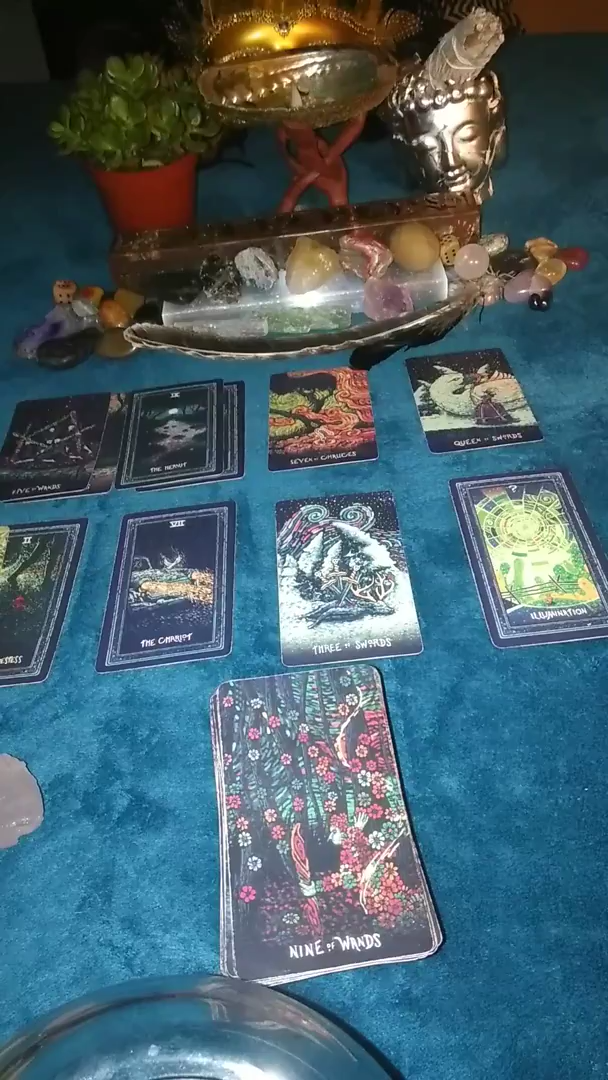 FIVE OF WANDS
IX
THE HERMIT
SEVEN OF CHALICES
QUEEN OF SWORDS
II
VII
THE CHARIOT
THREE OF SWORDS
?
ILLUMINATION
NINE OF WANDS